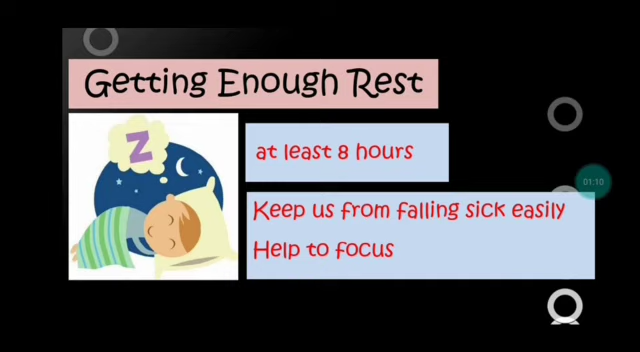 Getting Enough Rest
Z
at least 8 hours
01:10
Keep us from falling sick easily
Help to focus